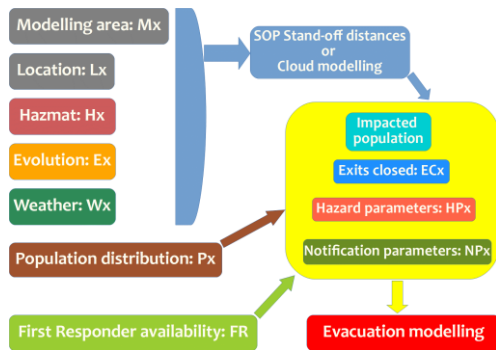 Modelling area: Mx
Location: Lx
Hazmat: Hx
Evolution: Ex
Weather: Wx
Population distribution: Px
First Responder availability: FR
SOP Stand-off distances
or
Cloud modelling
Impacted
population
Exits closed: ECx
Hazard parameters: HPx
Notification parameters: NPx
Evacuation modelling